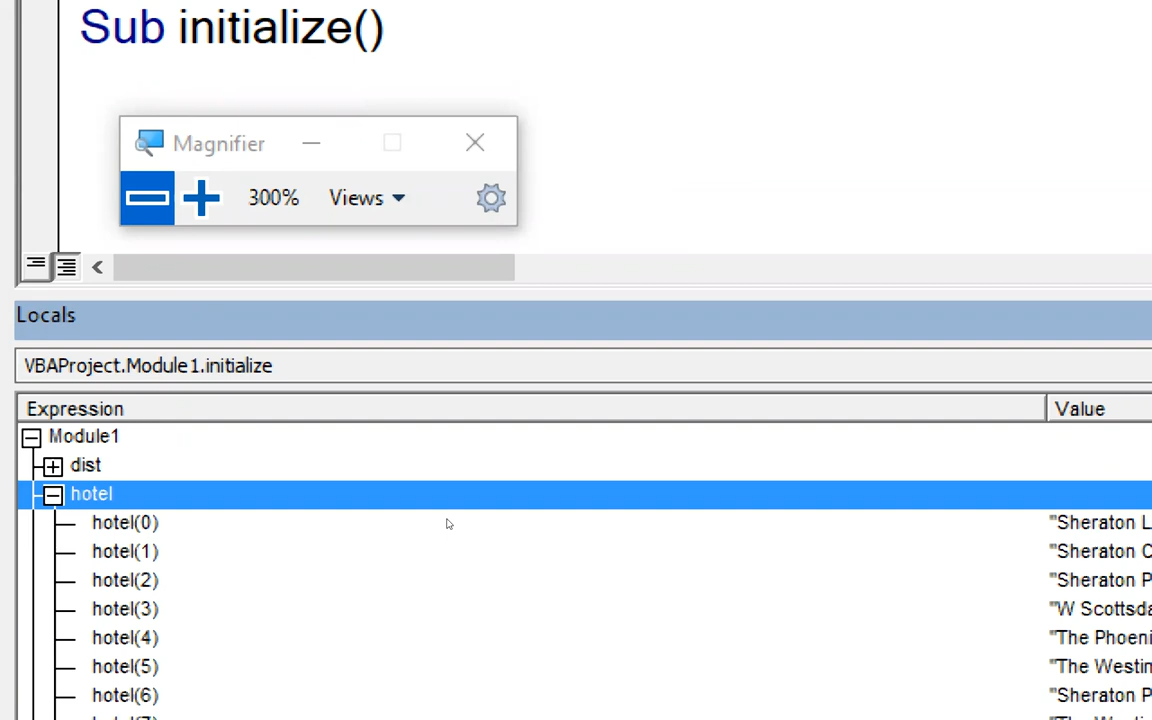 Sub initialize()
Magnifier
300% Views
Locals
VBAProject.Module1.initialize
Expression Value
Module1
dist
hotel
hotel(0) "Sheraton L
hotel(1) "Sheraton C
hotel(2) "Sheraton P
hotel(3) "W Scottsda
hotel(4) "The Phoeni
hotel(5) "The Westin
hotel(6) "Sheraton P